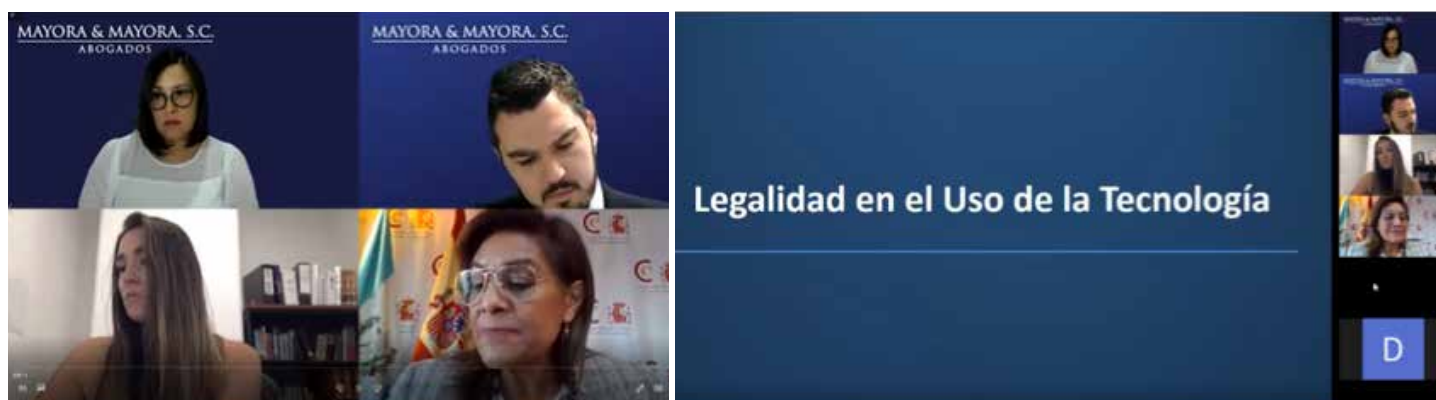 MAYORA & MAYORA, S.C.
ABOGADOS
MAYORA & MAYORA, S.C.
ABOGADOS
Legalidad en el Uso de la Tecnología
D